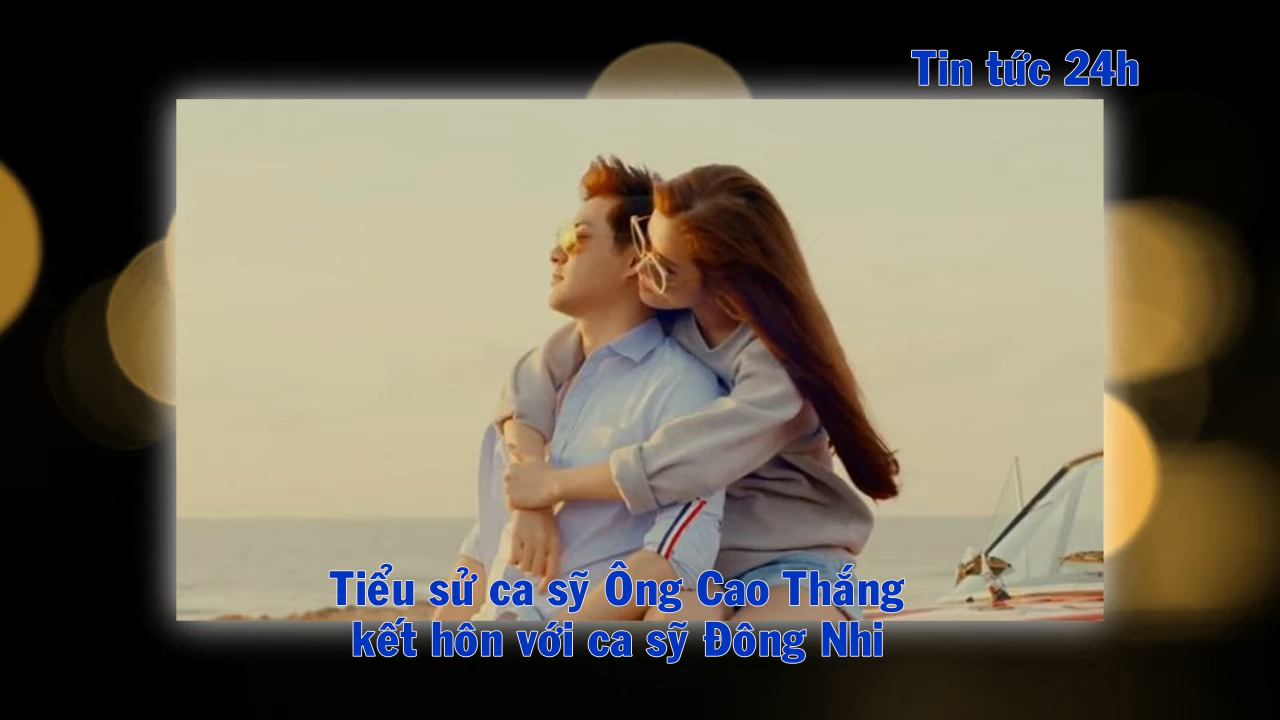 Tin tức 24h
Tiểu sử ca sỹ Ông Cao Thắng
kết hôn với ca sỹ Đông Nhi